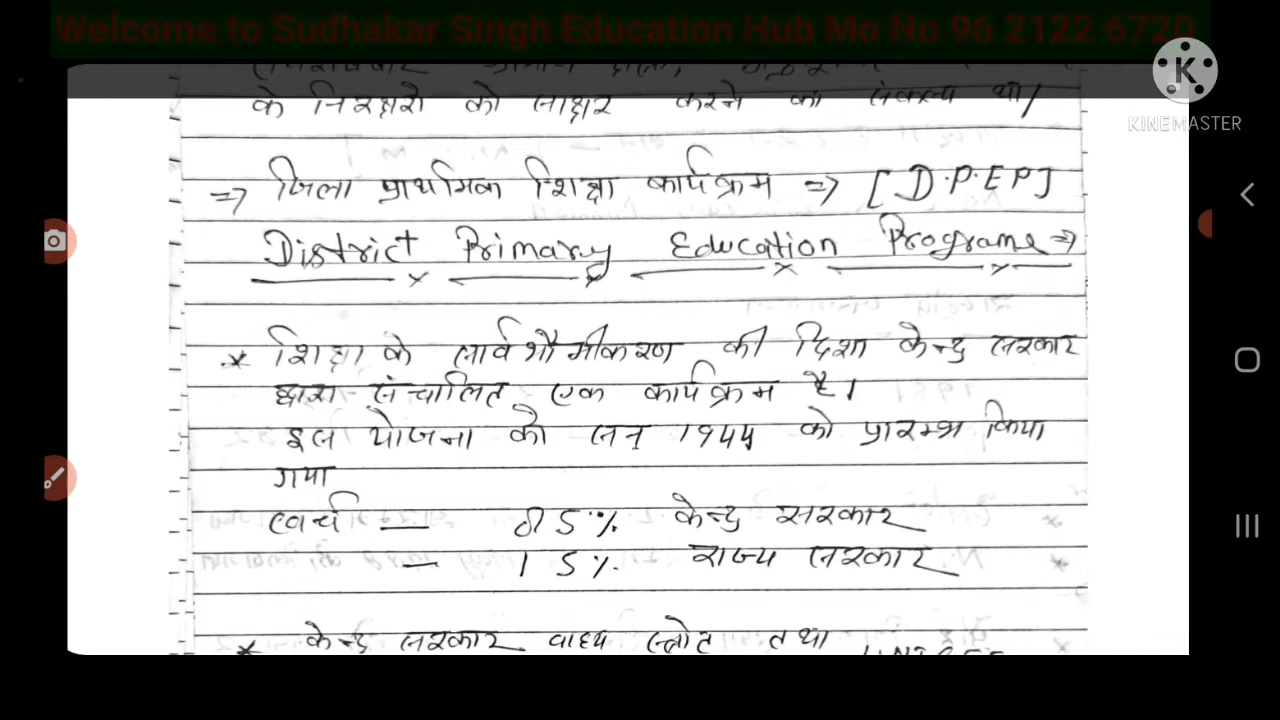 Welcome to Sudhakar Singh Education Hub Mo No 96 2122 6720
K
KINEMASTER
के निरक्षरो को साक्षर करने का संकल्प था।
=> जिला प्राथमिक शिक्षा कार्यक्रम => [D.P.EP]
District Primary Education Programe =>
* शिक्षा के सार्वभौमीकरण की दिशा केन्द्र सरकार
द्वारा संचालित एक कार्यक्रम है।
इस योजना को सन् 1944 को प्रारम्भ किया
गया
खर्च — 85% केन्द्र सरकार
— 15% राज्य सरकार
* केन्द्र सरकार वाह्य स्त्रोत तथा